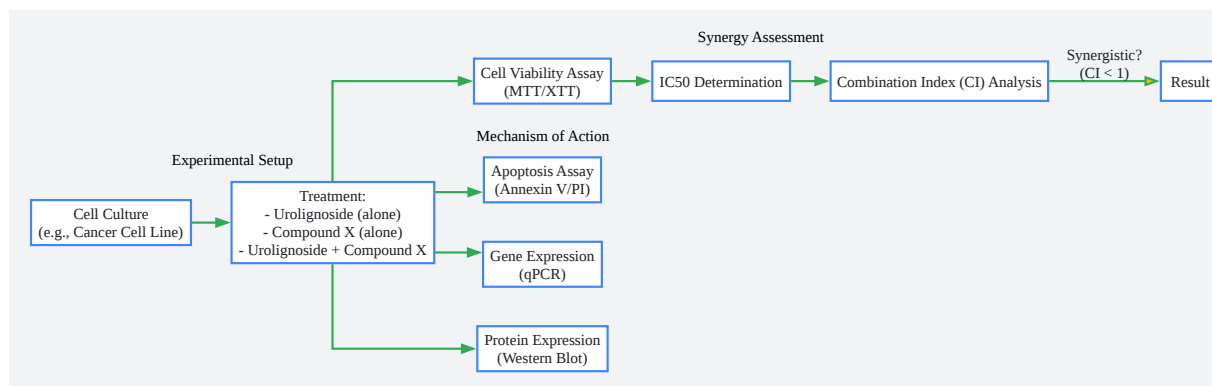 Synergy Assessment
Synergistic?
(CI < 1)
Cell Viability Assay
(MTT/XTT)
IC50 Determination
Combination Index (CI) Analysis
Result
Mechanism of Action
Experimental Setup
Apoptosis Assay
(Annexin V/PI)
Treatment:
- Urolignoside (alone)
- Compound X (alone)
- Urolignoside + Compound X
Cell Culture
(e.g., Cancer Cell Line)
Gene Expression
(qPCR)
Protein Expression
(Western Blot)